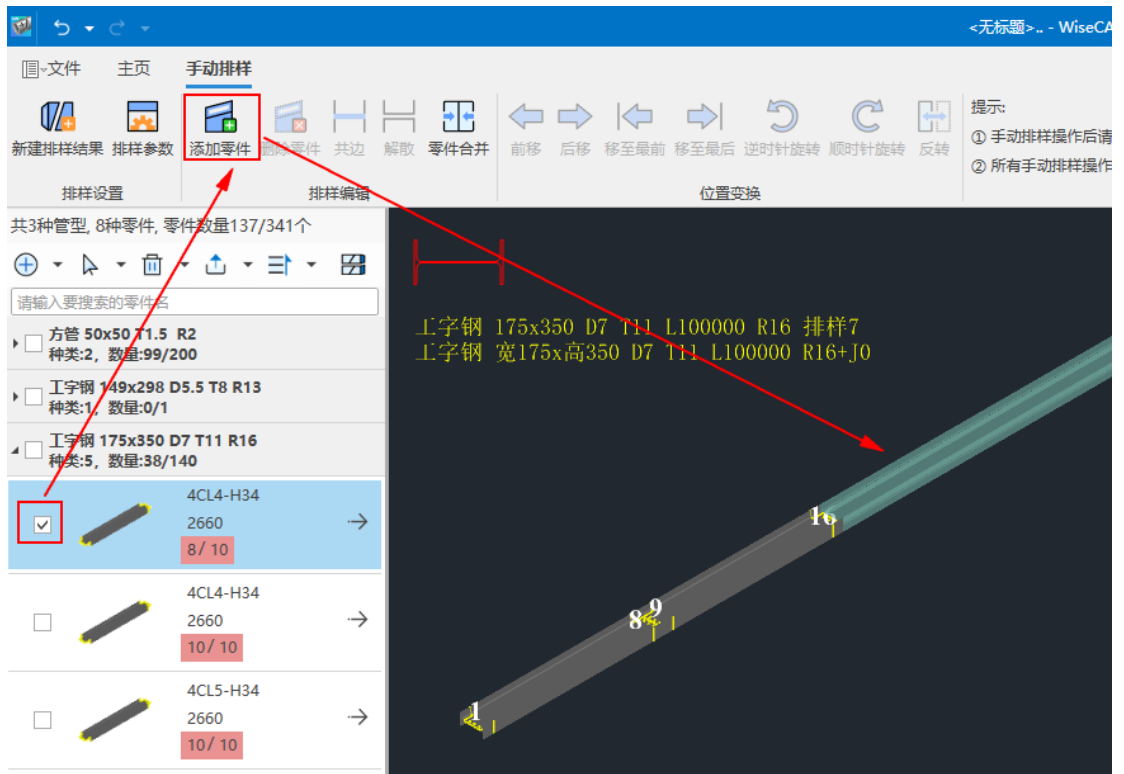 <无标题>.. - WiseCA
文件 主页 手动排样
新建排样结果 排样参数 添加零件 删除零件 共边 解散 零件合并 前移 后移 移至最前 移至最后 逆时针旋转 顺时针旋转 反转
提示:
① 手动排样操作后请
② 所有手动排样操作
排样设置 排样编辑 位置变换
共3种管型, 8种零件, 零件数量137/341个
请输入要搜索的零件名
方管 50x50 T1.5 R2
种类:2, 数量:99/200
工字钢 149x298 D5.5 T8 R13
种类:1, 数量:0/1
工字钢 175x350 D7 T11 R16
种类:5, 数量:38/140
4CL4-H34
2660
8/ 10
4CL4-H34
2660
10/ 10
4CL5-H34
2660
10/ 10
工字钢 175x350 D7 T11 L100000 R16 排样7
工字钢 宽175x高350 D7 T11 L100000 R16+J0
16
8 9
1